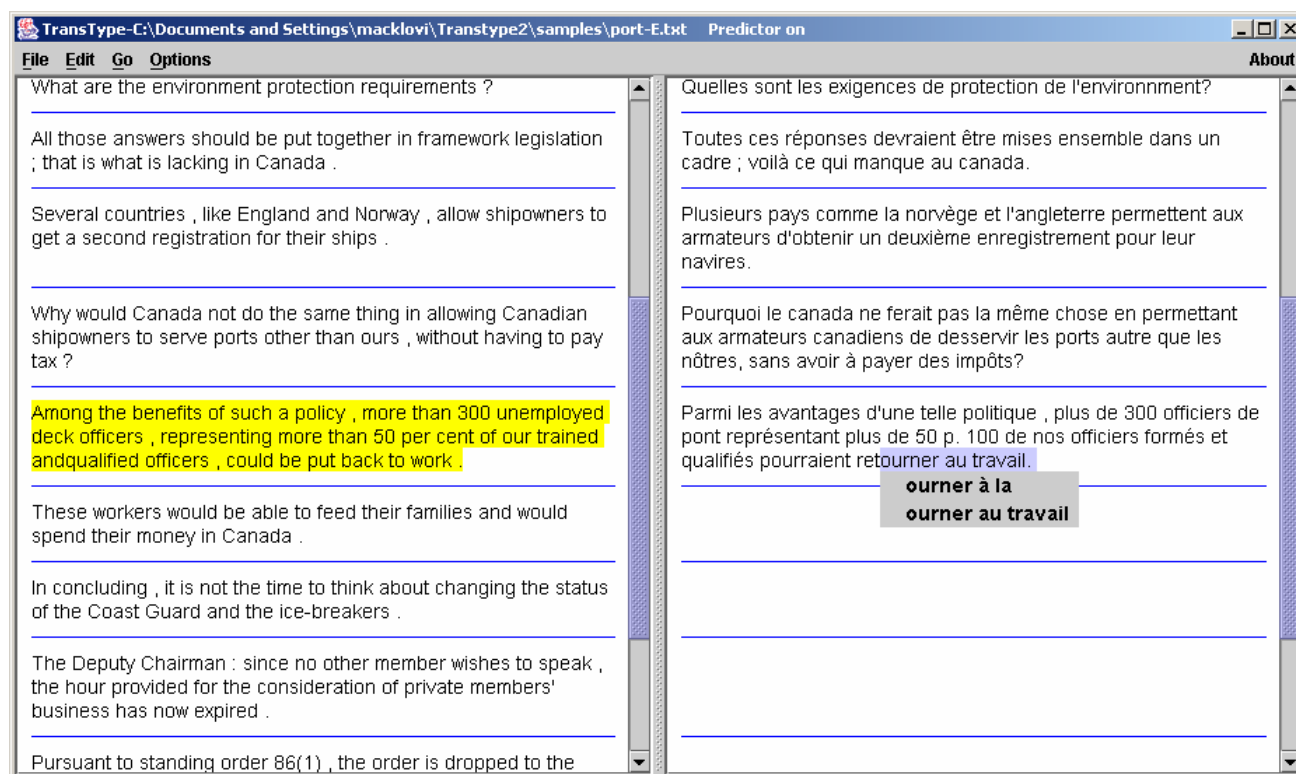 TransType-C:\Documents and Settings\macklovi\Transtype2\samples\port-E.txt Predictor on
File Edit Go Options About
What are the environment protection requirements ?
All those answers should be put together in framework legislation
; that is what is lacking in Canada .
Several countries , like England and Norway , allow shipowners to
get a second registration for their ships .
Why would Canada not do the same thing in allowing Canadian
shipowners to serve ports other than ours , without having to pay
tax ?
Among the benefits of such a policy , more than 300 unemployed
deck officers , representing more than 50 per cent of our trained
andqualified officers , could be put back to work .
These workers would be able to feed their families and would
spend their money in Canada .
In concluding , it is not the time to think about changing the status
of the Coast Guard and the ice-breakers .
The Deputy Chairman : since no other member wishes to speak ,
the hour provided for the consideration of private members'
business has now expired .
Pursuant to standing order 86(1) , the order is dropped to the
Quelles sont les exigences de protection de l'environnment?
Toutes ces réponses devraient être mises ensemble dans un
cadre ; voilà ce qui manque au canada.
Plusieurs pays comme la norvège et l'angleterre permettent aux
armateurs d'obtenir un deuxième enregistrement pour leur
navires.
Pourquoi le canada ne ferait pas la même chose en permettant
aux armateurs canadiens de desservir les ports autre que les
nôtres, sans avoir à payer des impôts?
Parmi les avantages d'une telle politique , plus de 300 officiers de
pont représentant plus de 50 p. 100 de nos officiers formés et
qualifiés pourraient retourner au travail.
ourner à la
ourner au travail